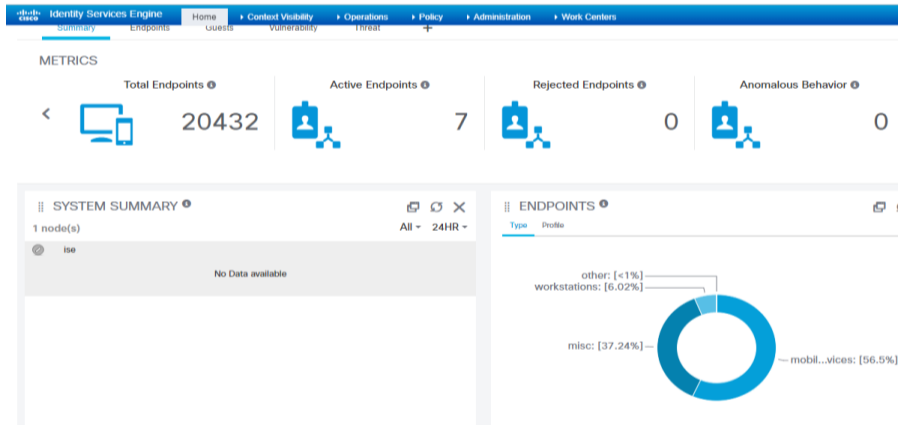 cisco Identity Services Engine Home Context Visibility Operations Policy Administration Work Centers
Summary Endpoints Guests Vulnerability Threat +
METRICS
Total Endpoints Active Endpoints Rejected Endpoints Anomalous Behavior
20432 7 0 0
SYSTEM SUMMARY
1 node(s) All 24HR
ise
No Data available
ENDPOINTS
Type Profile
other: [<1%]
workstations: [6.02%]
misc: [37.24%]
mobil...vices: [56.5%]